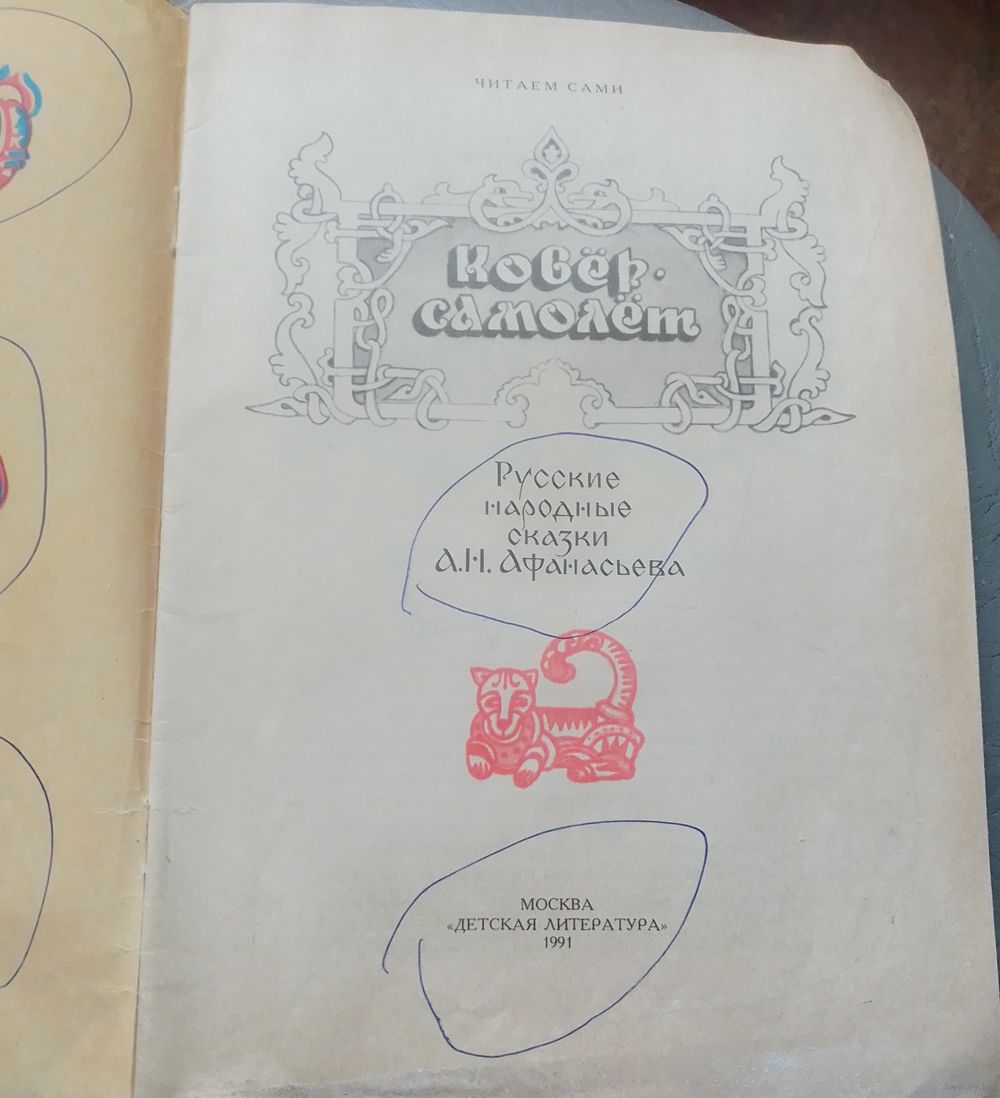 ЧИТАЕМ САМИ
Ковёр-
самолёт
Русские
народные
сказки
А.Н. Афанасьева
МОСКВА
«ДЕТСКАЯ ЛИТЕРАТУРА»
1991